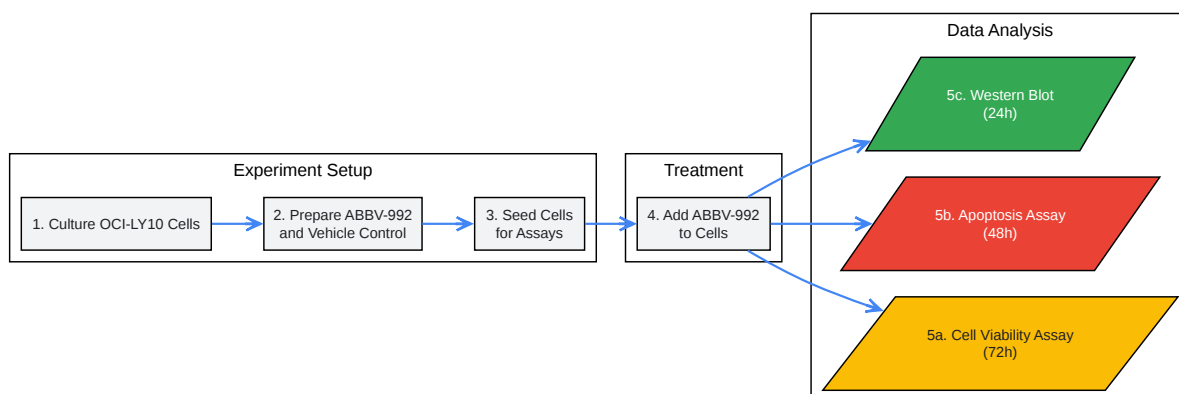 Experiment Setup
1. Culture OCI-LY10 Cells
2. Prepare ABBV-992
and Vehicle Control
3. Seed Cells
for Assays
Treatment
4. Add ABBV-992
to Cells
Data Analysis
5c. Western Blot
(24h)
5b. Apoptosis Assay
(48h)
5a. Cell Viability Assay
(72h)